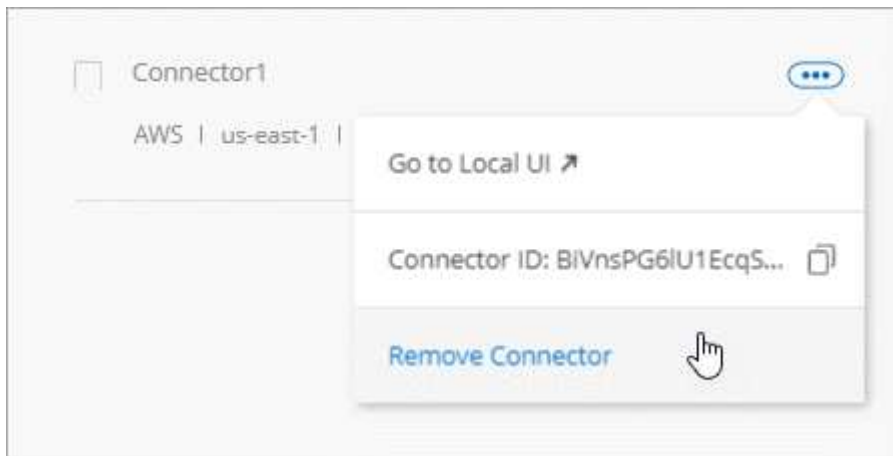 Connector1
AWS | us-east-1 |
Go to Local UI
Connector ID: BiVnsPG6lU1EcqS...
Remove Connector